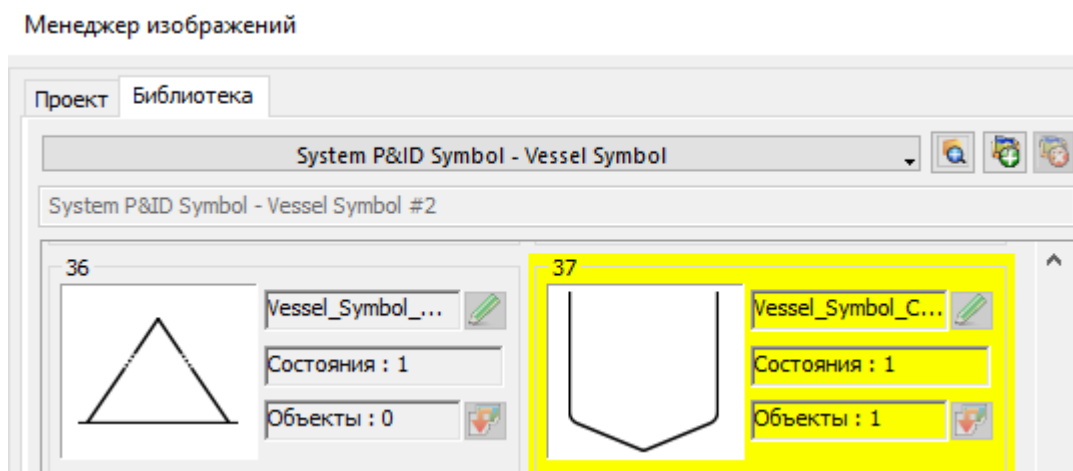 Менеджер изображений
Проект Библиотека
System P&ID Symbol - Vessel Symbol
System P&ID Symbol - Vessel Symbol #2
36 37
Vessel_Symbol_... Vessel_Symbol_C...
Состояния : 1 Состояния : 1
Объекты : 0 Объекты : 1